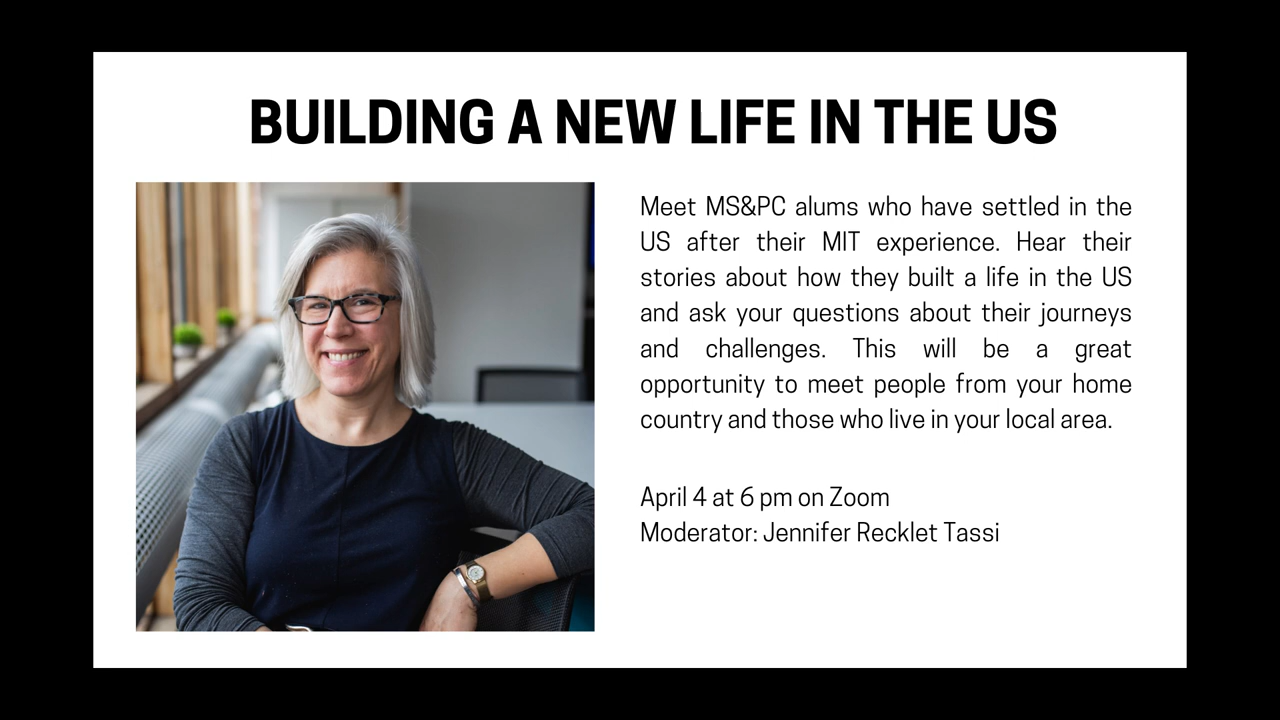 BUILDING A NEW LIFE IN THE US
Meet MS&PC alums who have settled in the
US after their MIT experience. Hear their
stories about how they built a life in the US
and ask your questions about their journeys
and challenges. This will be a great
opportunity to meet people from your home
country and those who live in your local area.
April 4 at 6 pm on Zoom
Moderator: Jennifer Recklet Tassi